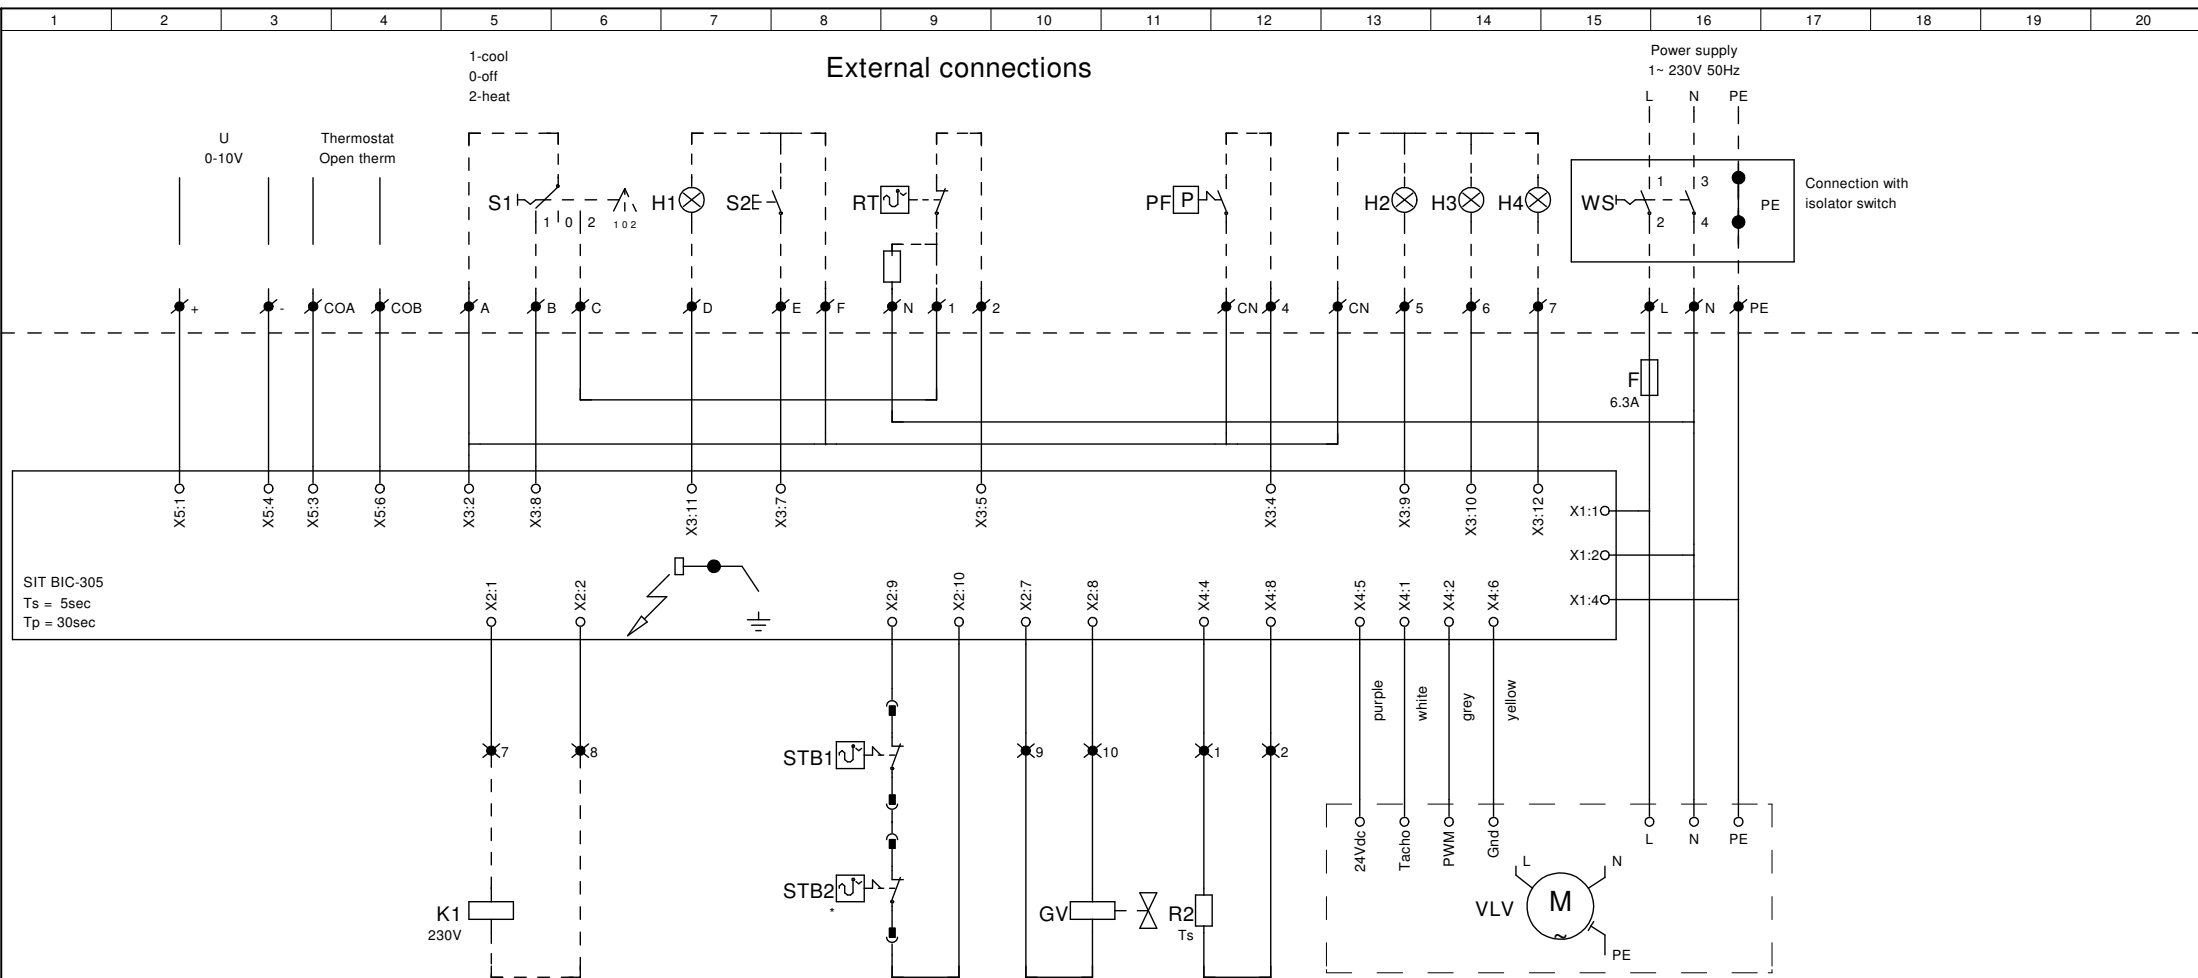 1 2 3 4 5 6 7 8 9 10 11 12 13 14 15 16 17 18 19 20
External connections
1-cool
0-off
2-heat
Power supply
1~ 230V 50Hz
L N PE
U
0-10V
Thermostat
Open therm
S1
1 0 2
1 0 2
H1
S2
RT
PF P
H2
H3
H4
WS
1 3
2 4
PE
Connection with
isolator switch
+ - COA COB A B C D E F N 1 2 CN 4 CN 5 6 7 L N PE
F
6.3A
X5:1 X5:4 X5:3 X5:6 X3:2 X3:8 X3:11 X3:7 X3:5 X3:4 X3:9 X3:10 X3:12
X1:1
X1:2
X1:4
SIT BIC-305
Ts = 5sec
Tp = 30sec
X2:1 X2:2 X2:9 X2:10 X2:7 X2:8 X4:4 X4:8 X4:5 X4:1 X4:2 X4:6
purple white grey yellow
7 8 9 10 1 2
STB1
STB2
*
K1
230V
GV
R2
Ts
24Vdc Tacho PWM Gnd L N PE
VLV
M
~
L N
PE